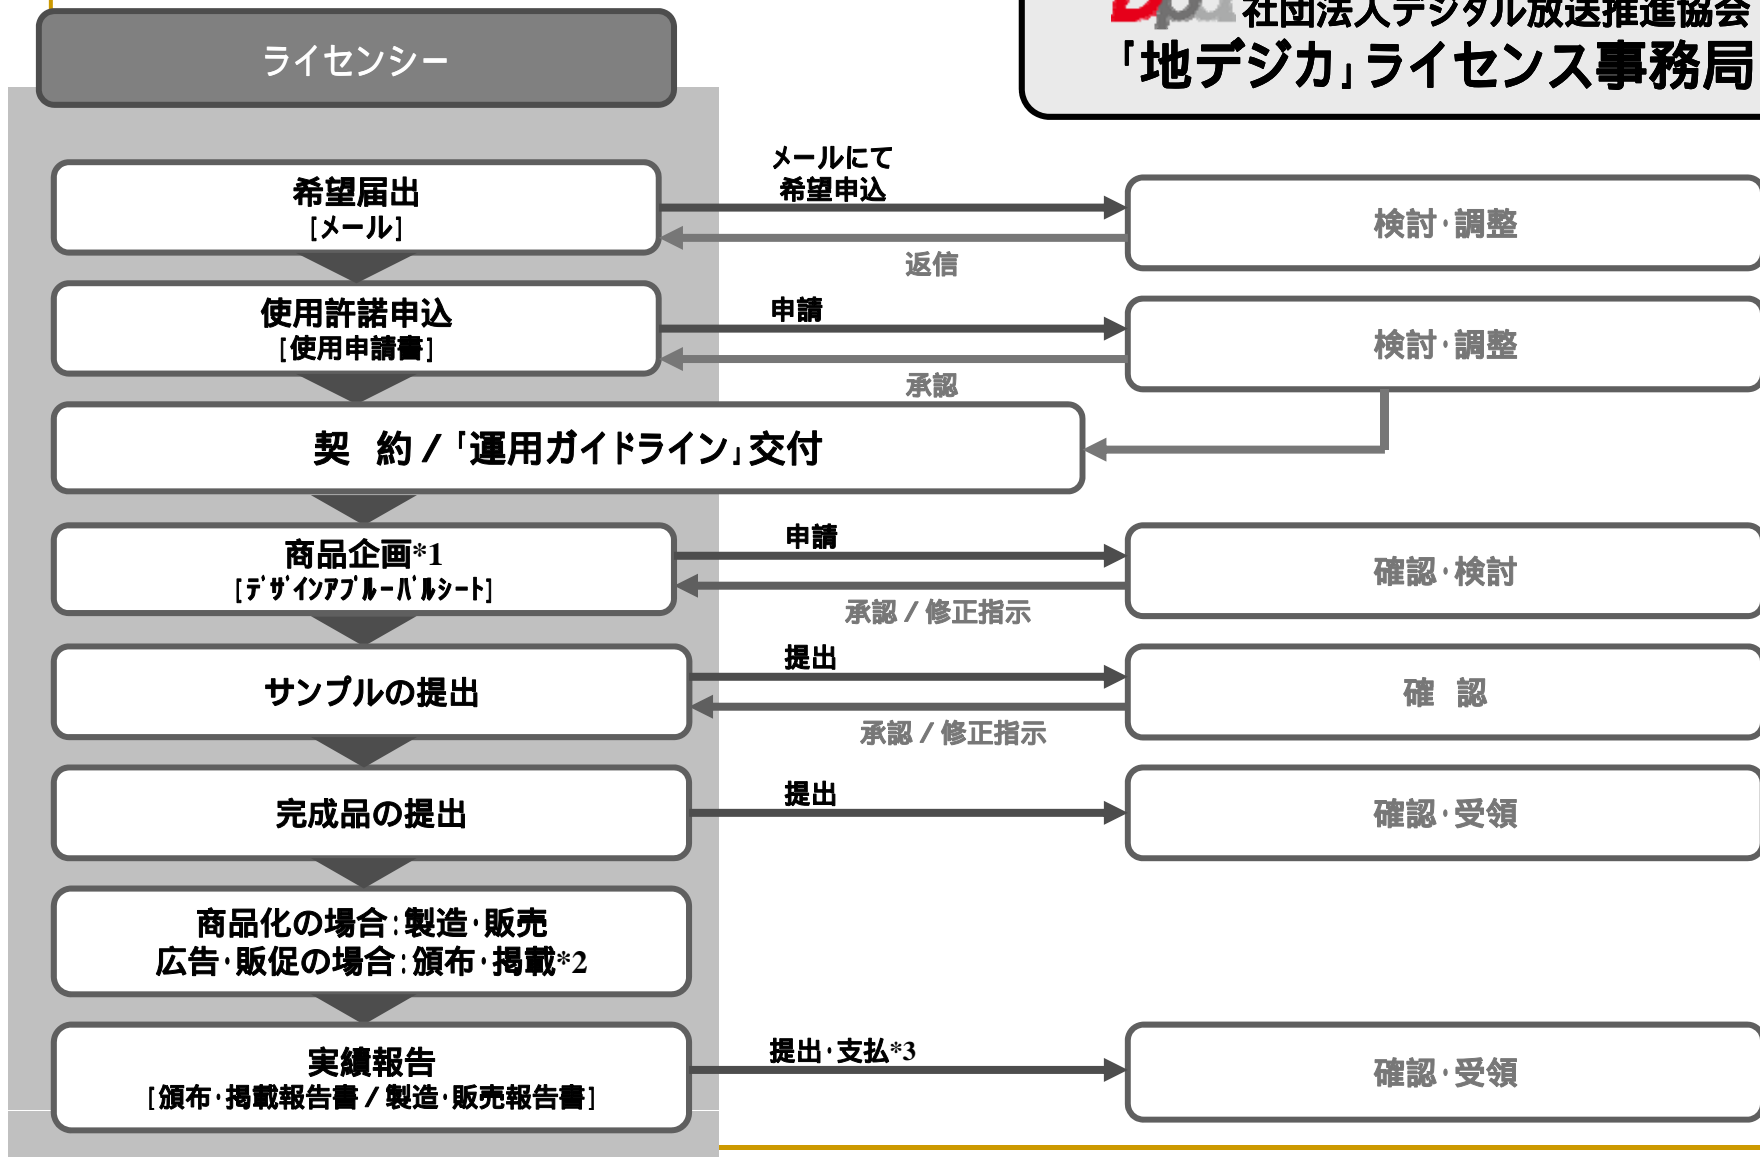 ライセンシー
Dpa 社団法人デジタル放送推進協会
「地デジカ」ライセンス事務局
希望届出
[メール]
メールにて
希望申込
返信
検討・調整
使用許諾申込
[使用申請書]
申請
承認
検討・調整
契 約 / 「運用ガイドライン」交付
商品企画*1
[ﾃﾞｻﾞｲﾝｱﾌﾟﾙｰﾊﾞﾙｼｰﾄ]
申請
承認 / 修正指示
確認・検討
サンプルの提出
提出
承認 / 修正指示
確 認
完成品の提出
提出
確認・受領
商品化の場合:製造・販売
広告・販促の場合:頒布・掲載*2
実績報告
[頒布・掲載報告書 / 製造・販売報告書]
提出・支払*3
確認・受領